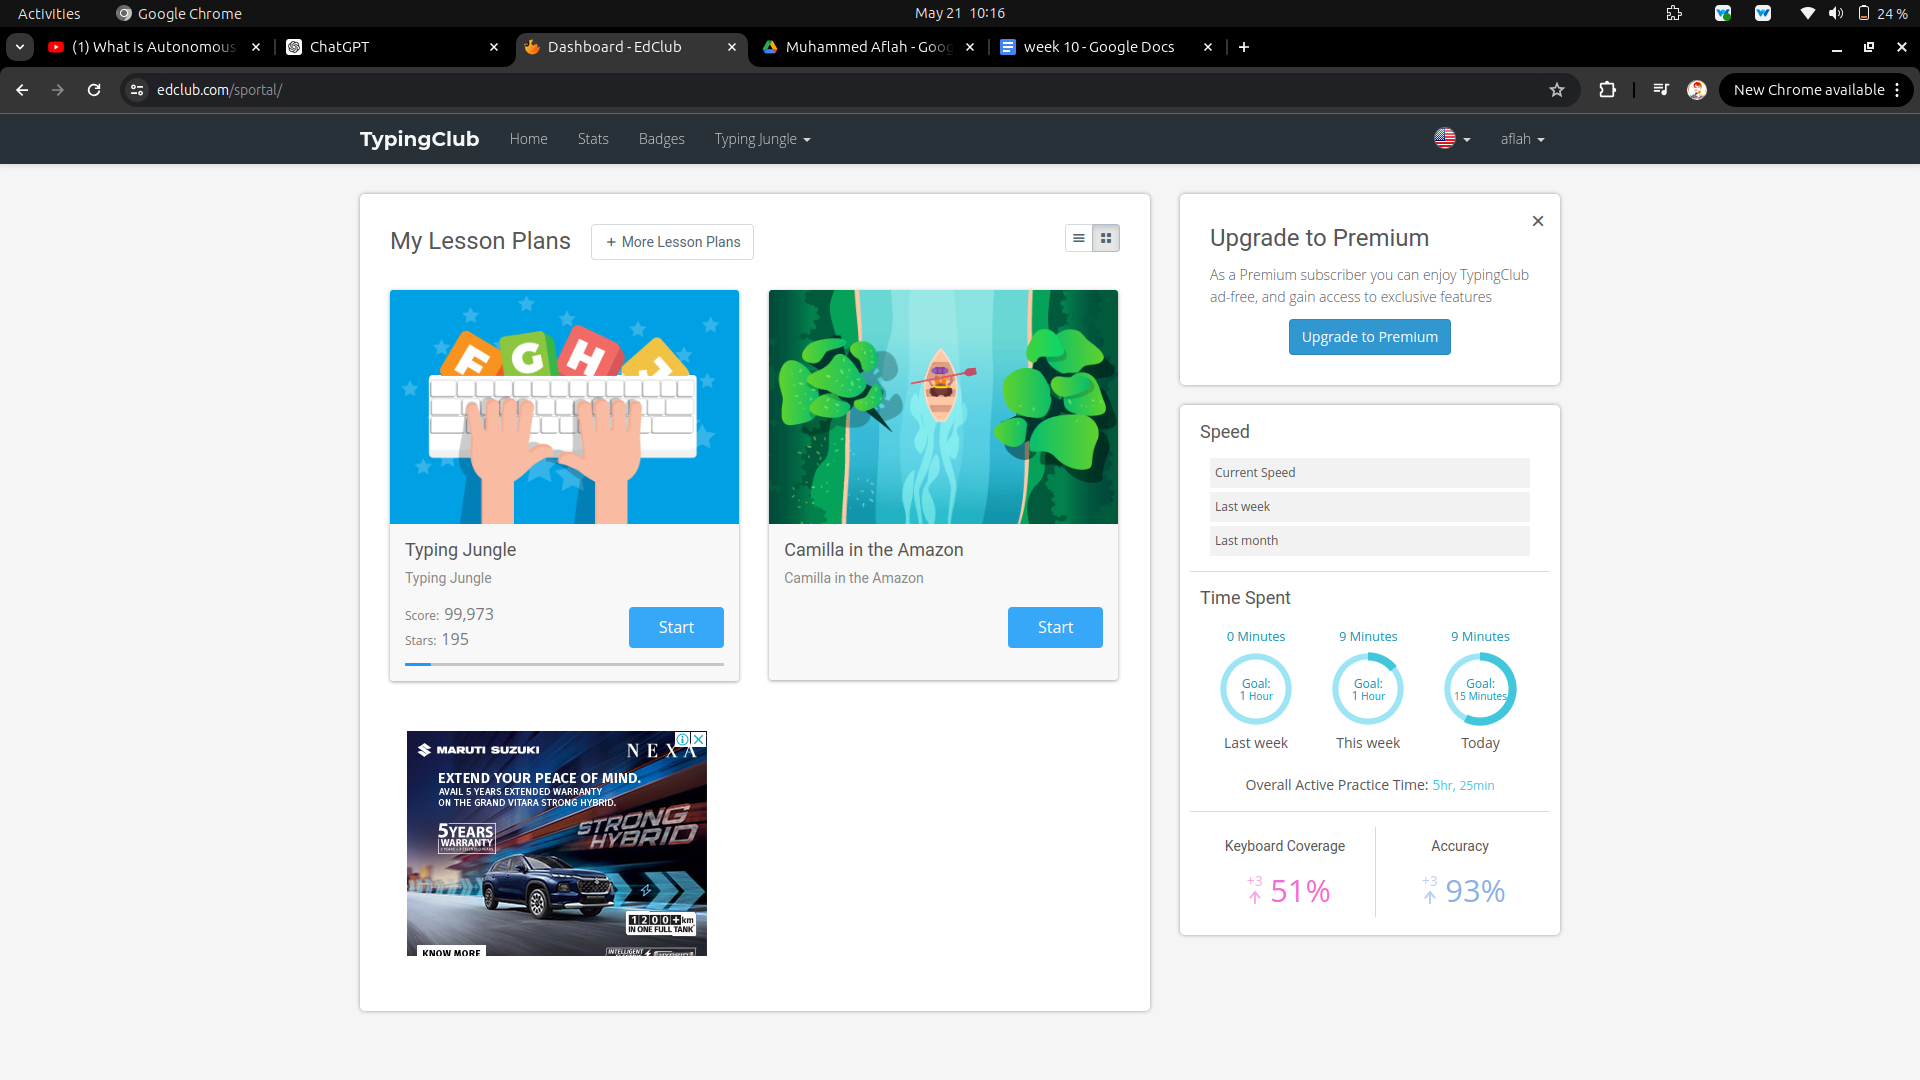 Activities
Google Chrome
May 21 10:16
24 %
(1) What is Autonomous
ChatGPT
Dashboard - EdClub
Muhammed Aflah - Goog
week 10 - Google Docs
edclub.com/sportal/
New Chrome available
TypingClub
Home
Stats
Badges
Typing Jungle
aflah
My Lesson Plans
+ More Lesson Plans
F G H J
Typing Jungle
Typing Jungle
Score: 99,973
Stars: 195
Start
Camilla in the Amazon
Camilla in the Amazon
Start
MARUTI SUZUKI
NEXA
EXTEND YOUR PEACE OF MIND.
AVAIL 5 YEARS EXTENDED WARRANTY
ON THE GRAND VITARA STRONG HYBRID.
5 YEARS
WARRANTY
STRONG
HYBRID
1200+km
IN ONE FULL TANK
KNOW MORE
INTELLIGENT
Upgrade to Premium
As a Premium subscriber you can enjoy TypingClub
ad-free, and gain access to exclusive features
Upgrade to Premium
Speed
Current Speed
Last week
Last month
Time Spent
0 Minutes
9 Minutes
9 Minutes
Goal:
1 Hour
Goal:
1 Hour
Goal:
15 Minutes
Last week
This week
Today
Overall Active Practice Time: 5hr, 25min
Keyboard Coverage
+3
51%
Accuracy
+3
93%